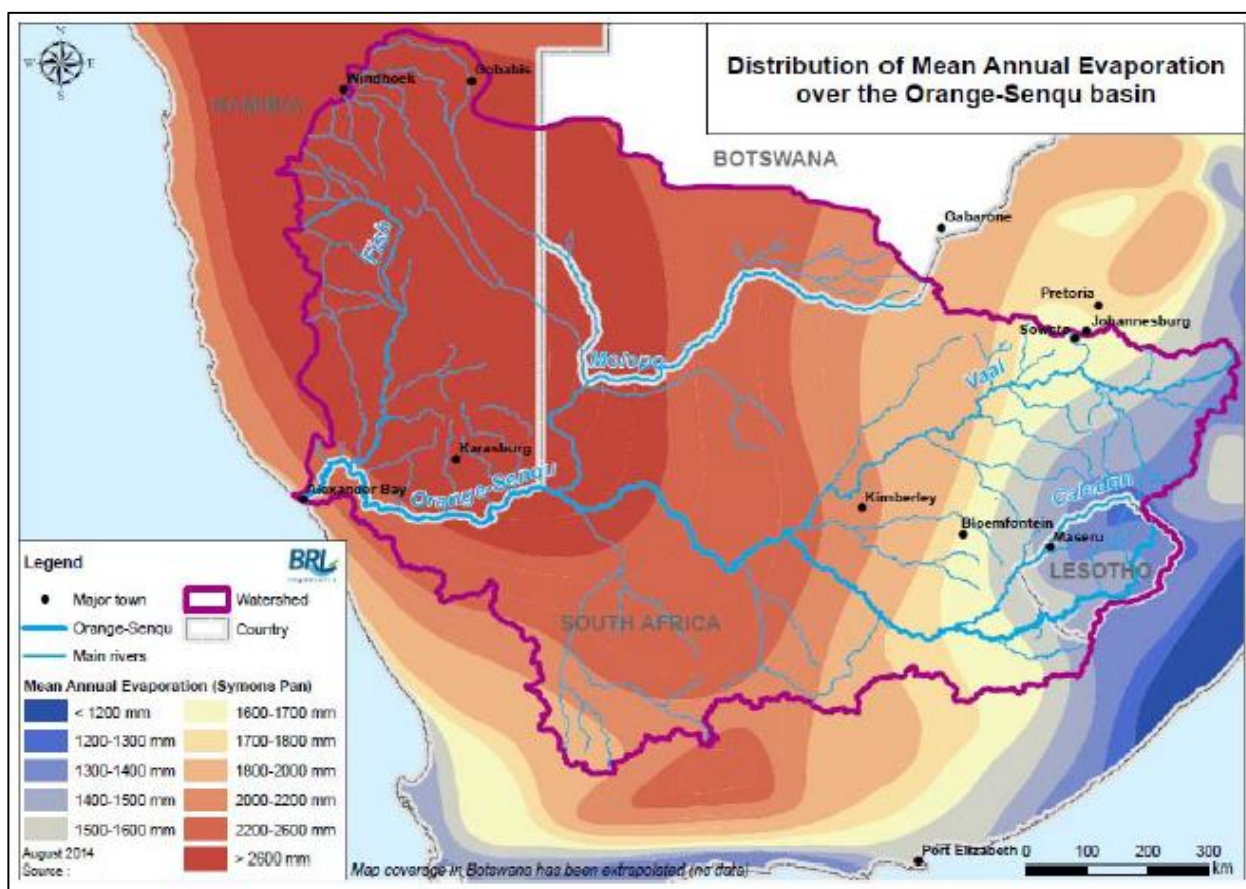 Distribution of Mean Annual Evaporation
over the Orange-Senqu basin
N
W E
S
Windhoek
Gobabis
NAMIBIA
BOTSWANA
Gabarone
Fish
Pretoria
Johannesburg
Soweto
Molopo
Vaal
Karasburg
Orange-Senqu
Alexander Bay
Kimberley
Caledon
Bloemfontein
Maseru
LESOTHO
SOUTH AFRICA
Legend
BRL
Major town
Watershed
Orange-Senqu
Country
Main rivers
Mean Annual Evaporation (Symons Pan)
< 1200 mm
1600-1700 mm
1200-1300 mm
1700-1800 mm
1300-1400 mm
1800-2000 mm
1400-1500 mm
2000-2200 mm
1500-1600 mm
2200-2600 mm
> 2600 mm
August 2014
Source :
Map coverage in Botswana has been extrapolated (no data)
Port Elizabeth
0 100 200 300
km